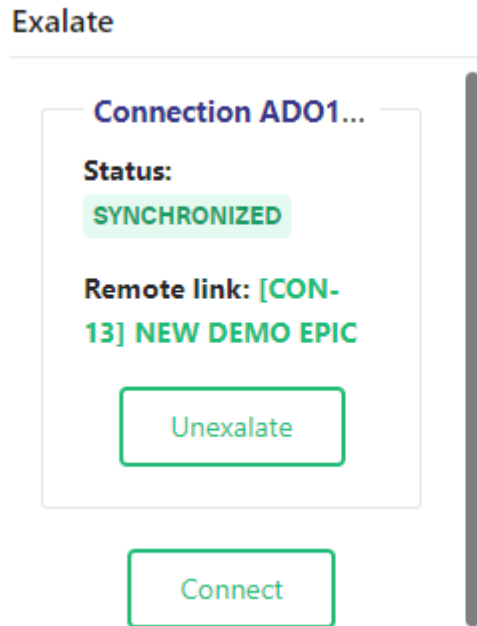 Exalate
Connection ADO1...
Status:
SYNCHRONIZED
Remote link: [CON-
13] NEW DEMO EPIC
Unexalate
Connect